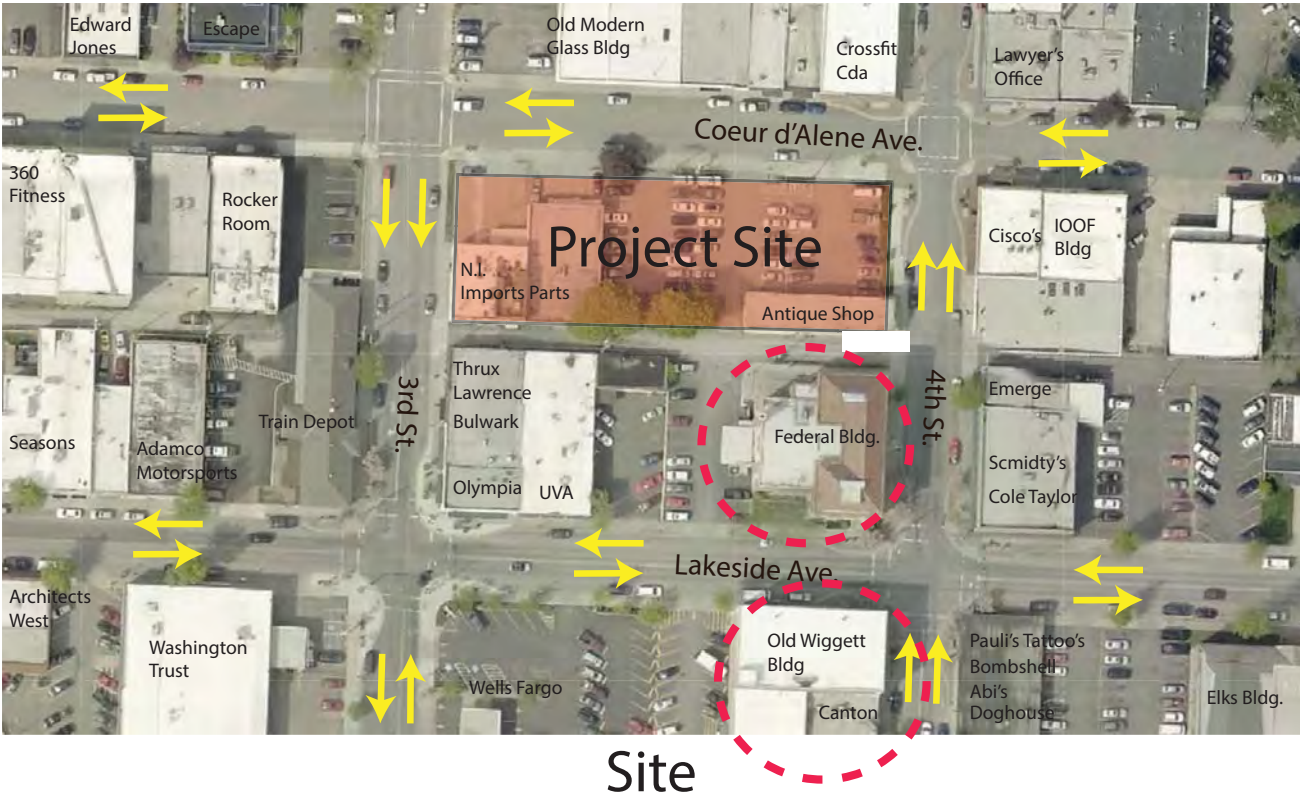 Edward
Jones
Escape
Old Modern
Glass Bldg
Crossfit
Cda
Lawyer's
Office
Coeur d'Alene Ave.
360
Fitness
Rocker
Room
Project Site
N.I.
Imports Parts
Antique Shop
Cisco's
IOOF
Bldg
Thrux
Lawrence
Bulwark
Olympia
UVA
3rd St.
Train Depot
Seasons
Adamco
Motorsports
Federal Bldg.
4th St.
Emerge
Scmidty's
Cole Taylor
Lakeside Ave.
Architects
West
Washington
Trust
Wells Fargo
Old Wiggett
Bldg
Canton
Pauli's Tattoo's
Bombshell
Abi's
Doghouse
Elks Bldg.
Site